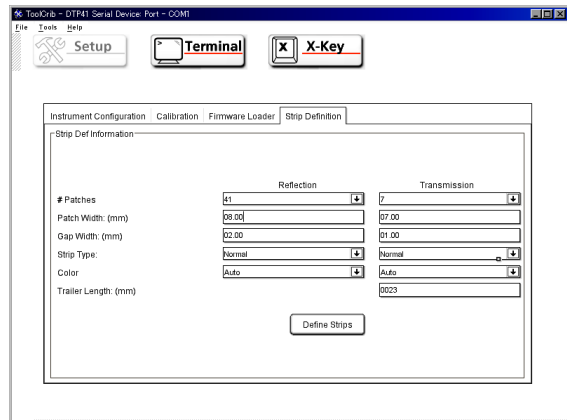 ToolCrib - DTP41 Serial Device: Port - COM1
File Tools Help
Setup
> Terminal
X X-Key
Instrument Configuration Calibration Firmware Loader Strip Definition
Strip Def Information
Reflection Transmission
# Patches 41 7
Patch Width: (mm) 08.00 07.00
Gap Width: (mm) 02.00 01.00
Strip Type: Normal Normal
Color Auto Auto
Trailer Length: (mm) 0023
Define Strips